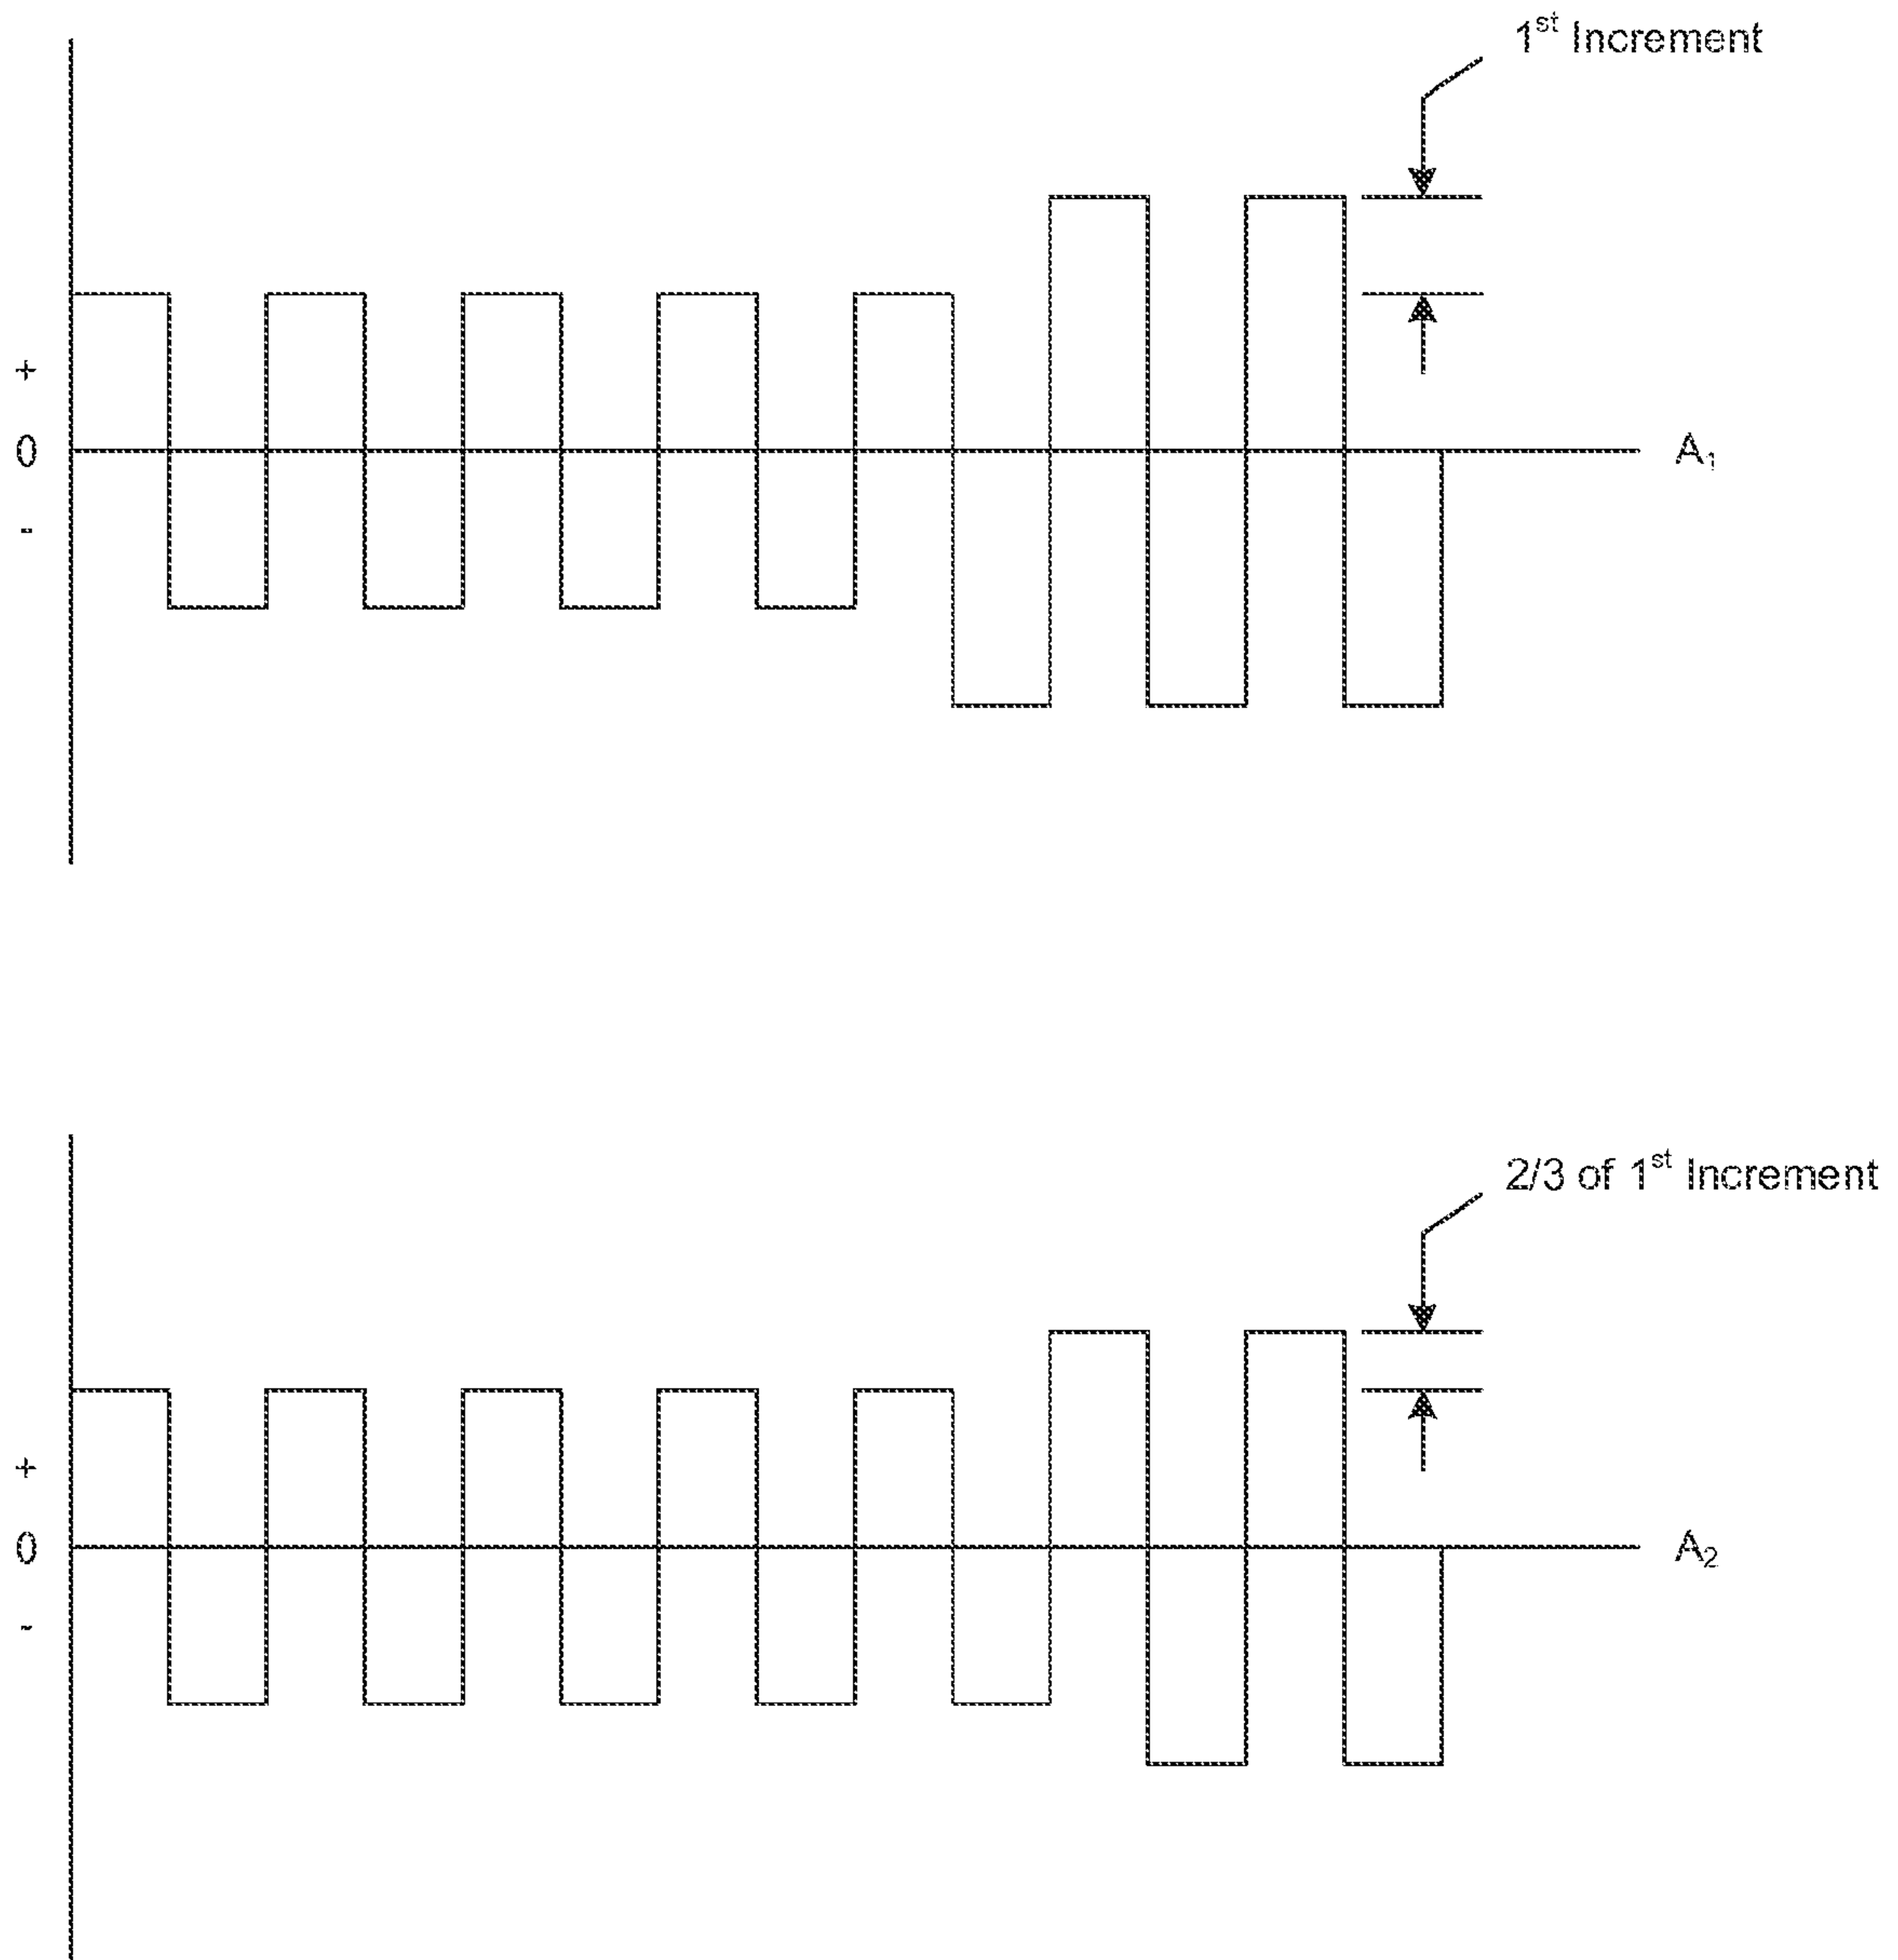 1st Increment
+
0
A1
-
2/3 of 1st Increment
+
0
A2
-